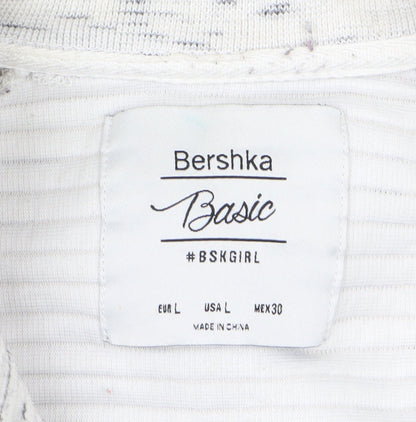 Bershka
Basic
#BSKGIRL
EUR L USA L MEX 30
MADE IN CHINA